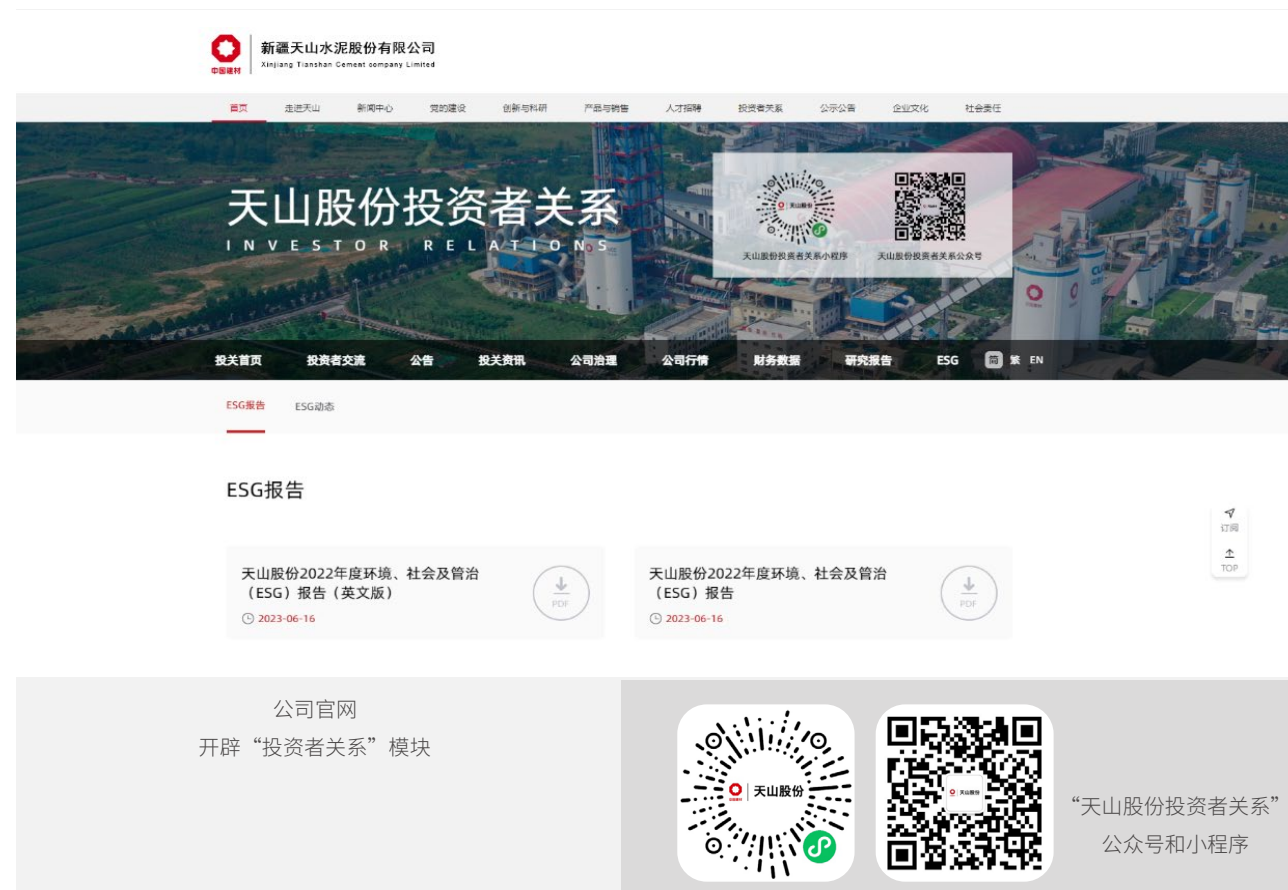 中国建材
新疆天山水泥股份有限公司
Xinjiang Tianshan Cement company Limited
首页 走进天山 新闻中心 党的建设 创新与科研 产品与销售 人才招聘 投资者关系 公示公告 企业文化 社会责任
天山股份投资者关系
INVESTOR RELATIONS
天山股份
天山股份投资者关系小程序 天山股份投资者关系公众号
投关首页 投资者交流 公告 投关资讯 公司治理 公司行情 财务数据 研究报告 ESG 简 繁 EN
ESG报告 ESG动态
ESG报告
订阅
TOP
天山股份2022年度环境、社会及管治
（ESG）报告（英文版）
2023-06-16
PDF
天山股份2022年度环境、社会及管治
（ESG）报告
2023-06-16
PDF
公司官网
开辟“投资者关系”模块
天山股份
天山股份
“天山股份投资者关系”
公众号和小程序